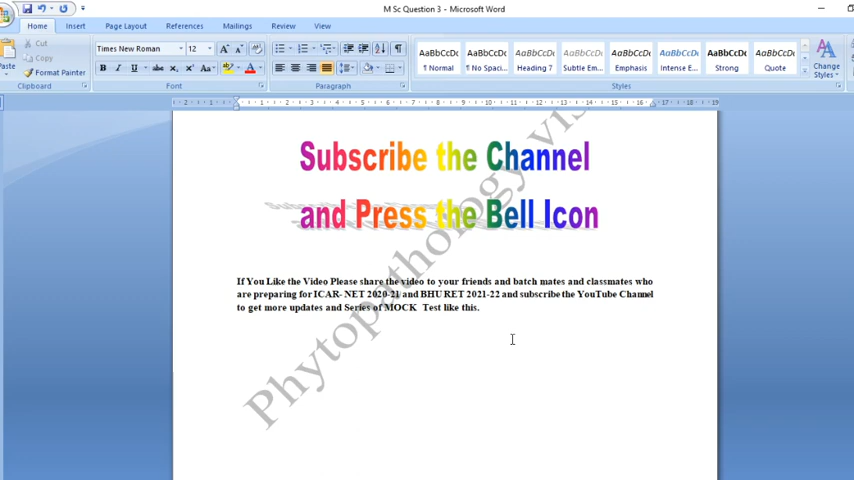 M Sc Question 3 - Microsoft Word
Home Insert Page Layout References Mailings Review View
Cut
Copy
Paste
Format Painter
Clipboard
Times New Roman 12
Font
Paragraph
AaBbCcDc AaBbCcDc AaBbCcDc AaBbCcDc AaBbCcDc AaBbCcDc AaBbCcDc AaBbCcDc
¶ Normal ¶ No Spaci... Heading 7 Subtle Em... Emphasis Intense E... Strong Quote
Change
Styles
Styles
Subscribe the Channel
and Press the Bell Icon
If You Like the Video Please share the video to your friends and batch mates and classmates who
are preparing for ICAR- NET 2020-21 and BHU RET 2021-22 and subscribe the YouTube Channel
to get more updates and Series of MOCK Test like this.
Phytopathology